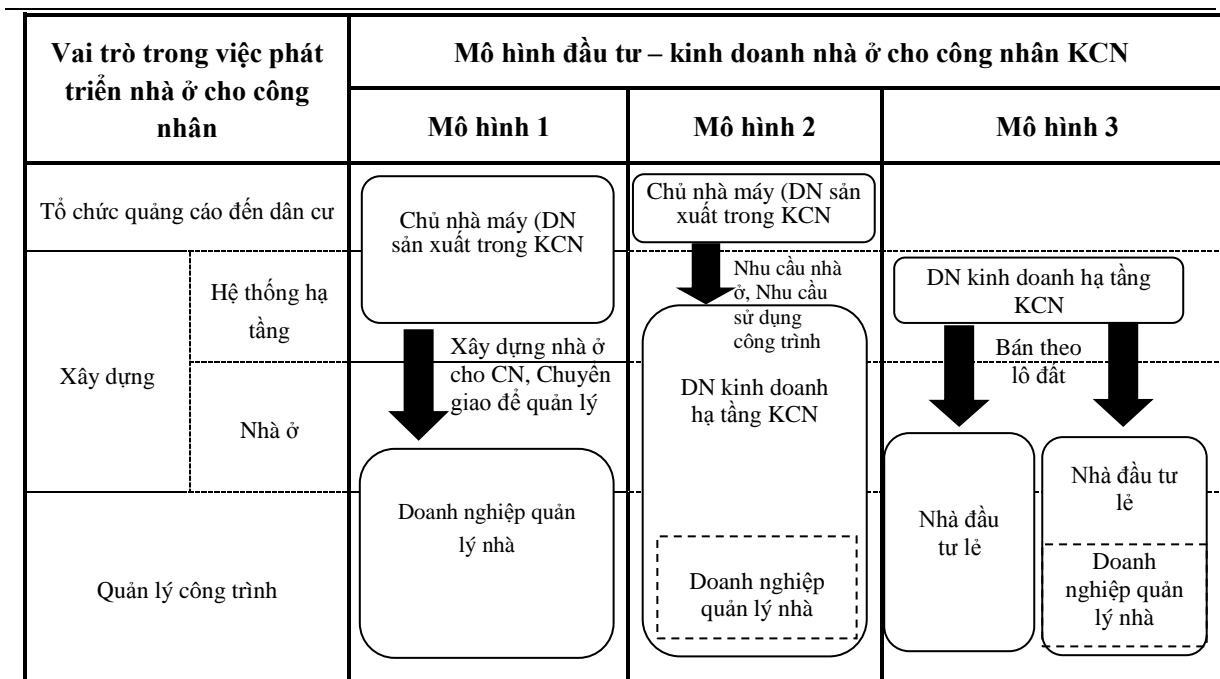 Vai trò trong việc phát
triển nhà ở cho công
nhân
Mô hình đầu tư – kinh doanh nhà ở cho công nhân KCN
Mô hình 1
Mô hình 2
Mô hình 3
Tổ chức quảng cáo đến dân cư
Chủ nhà máy (DN
sản xuất trong KCN
Chủ nhà máy (DN sản
xuất trong KCN
Xây dựng
Hệ thống hạ
tầng
Nhu cầu nhà
ở, Nhu cầu
sử dụng
công trình
DN kinh doanh hạ tầng
KCN
Xây dựng nhà ở
cho CN, Chuyên
giao để quản lý
Bán theo
lô đất
Nhà ở
DN kinh doanh
hạ tầng KCN
Doanh nghiệp quản
lý nhà
Nhà đầu
tư lẻ
Nhà đầu tư
lẻ
Quản lý công trình
Doanh nghiệp
quản lý nhà
Doanh
nghiệp quản
lý nhà